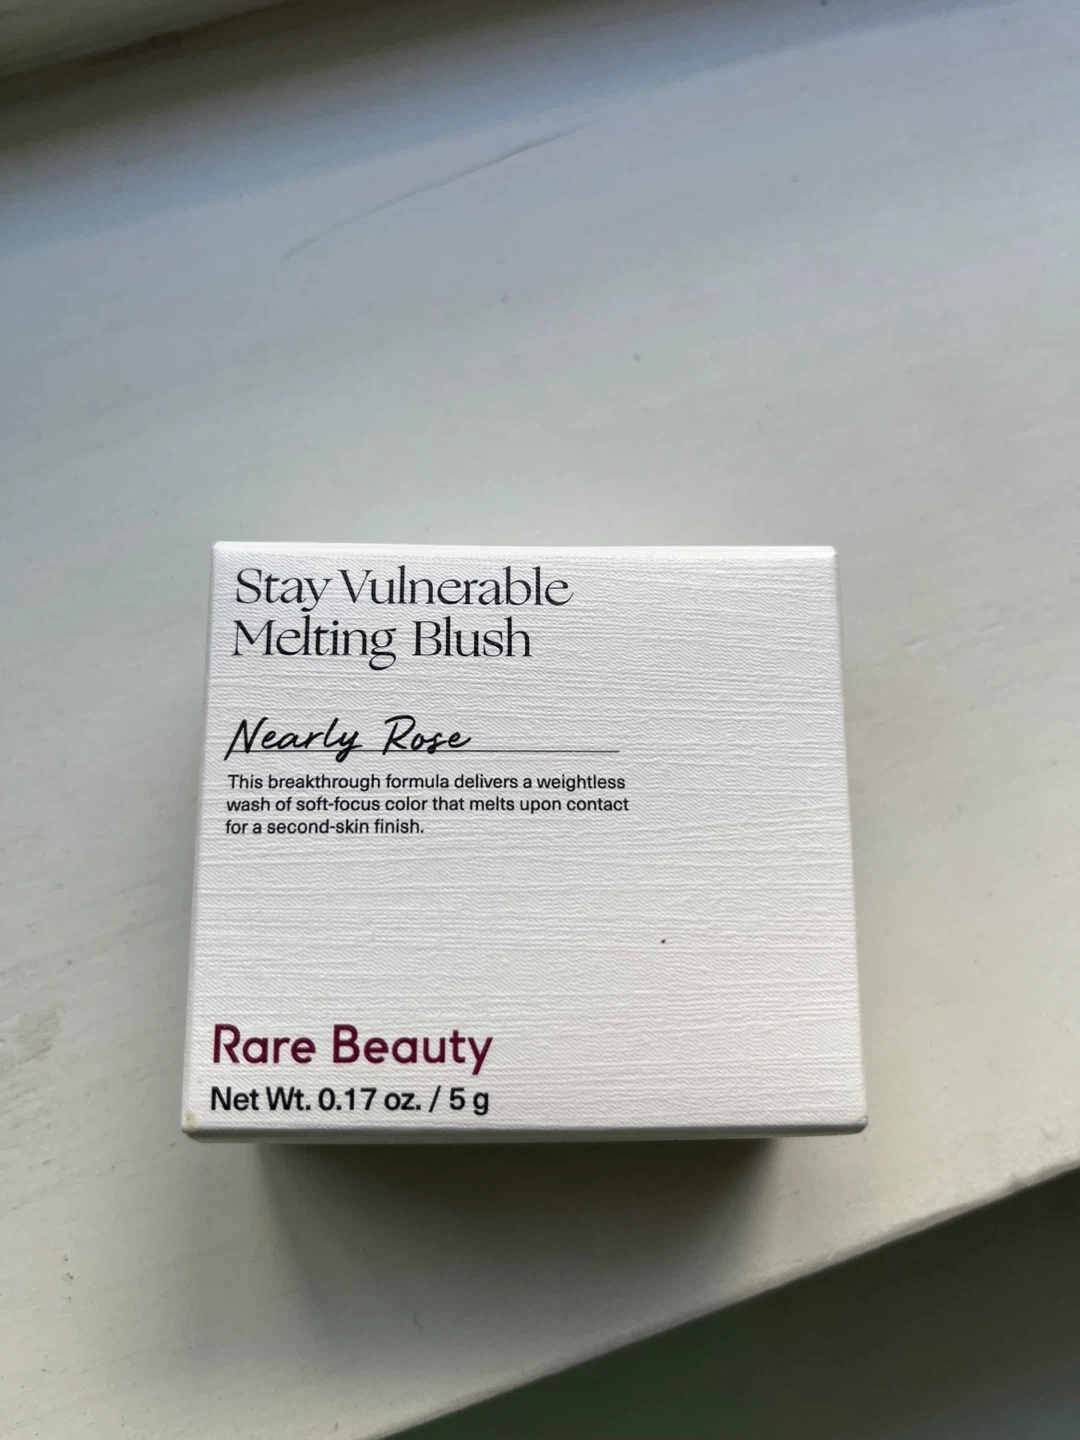 Stay Vulnerable
Melting Blush
Nearly Rose
This breakthrough formula delivers a weightless
wash of soft-focus color that melts upon contact
for a second-skin finish.
Rare Beauty
Net Wt. 0.17 oz. / 5 g